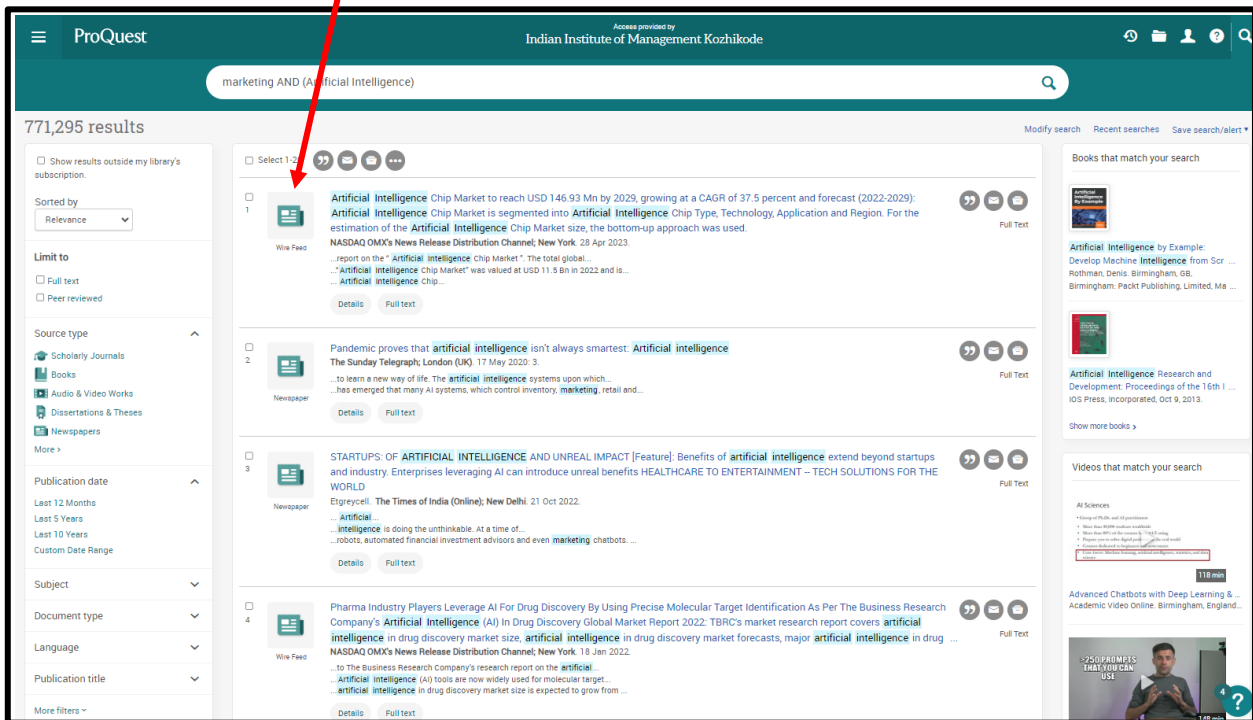 ProQuest
Access provided by
Indian Institute of Management Kozhikode
marketing AND (Artificial Intelligence)
771,295 results
Modify search Recent searches Save search/alert
Show results outside my library's
subscription.
Sorted by
Relevance
Limit to
Full text
Peer reviewed
Source type
Scholarly Journals
Books
Audio & Video Works
Dissertations & Theses
Newspapers
More >
Publication date
Last 12 Months
Last 5 Years
Last 10 Years
Custom Date Range
Subject
Document type
Language
Publication title
More filters
Select 1-2
1
Wire Feed
Artificial Intelligence Chip Market to reach USD 146.93 Mn by 2029, growing at a CAGR of 37.5 percent and forecast (2022-2029):
Artificial Intelligence Chip Market is segmented into Artificial Intelligence Chip Type, Technology, Application and Region. For the
estimation of the Artificial Intelligence Chip Market size, the bottom-up approach was used.
NASDAQ OMX's News Release Distribution Channel; New York. 28 Apr 2023.
...report on the " Artificial Intelligence Chip Market ". The total global...
..."Artificial Intelligence Chip Market" was valued at USD 11.5 Bn in 2022 and is...
... Artificial Intelligence Chip...
Details Full text
Full Text
2
Newspaper
Pandemic proves that artificial intelligence isn't always smartest: Artificial intelligence
The Sunday Telegraph; London (UK). 17 May 2020: 3.
...to learn a new way of life. The artificial intelligence systems upon which...
...has emerged that many AI systems, which control inventory, marketing, retail and...
Details Full text
Full Text
3
Newspaper
STARTUPS: OF ARTIFICIAL INTELLIGENCE AND UNREAL IMPACT [Feature]: Benefits of artificial intelligence extend beyond startups
and industry. Enterprises leveraging AI can introduce unreal benefits HEALTHCARE TO ENTERTAINMENT -- TECH SOLUTIONS FOR THE
WORLD
Etgreycell. The Times of India (Online); New Delhi. 21 Oct 2022.
... Artificial...
...intelligence is doing the unthinkable. At a time of...
...robots, automated financial investment advisors and even marketing chatbots. ...
Details Full text
Full Text
4
Wire Feed
Pharma Industry Players Leverage AI For Drug Discovery By Using Precise Molecular Target Identification As Per The Business Research
Company's Artificial Intelligence (AI) In Drug Discovery Global Market Report 2022: TBRC's market research report covers artificial
intelligence in drug discovery market size, artificial intelligence in drug discovery market forecasts, major artificial intelligence in drug ...
NASDAQ OMX's News Release Distribution Channel; New York. 18 Jan 2022.
...to The Business Research Company's research report on the artificial...
...Artificial Intelligence (AI) tools are now widely used for molecular target...
...artificial intelligence in drug discovery market size is expected to grow from ...
Details Full text
Full Text
Books that match your search
Artificial
Intelligence
By Example
Artificial Intelligence by Example:
Develop Machine Intelligence from Scr ...
Rothman, Denis. Birmingham, GB,
Birmingham: Packt Publishing, Limited, Ma ...
Artificial Intelligence Research and
Development: Proceedings of the 16th I ...
IOS Press, Incorporated, Oct 9, 2013.
Show more books >
Videos that match your search
AI Sciences
118 min
Advanced Chatbots with Deep Learning & ...
Academic Video Online. Birmingham, England...
>250 PROMPTS
THAT YOU CAN
USE
148 min
4
?